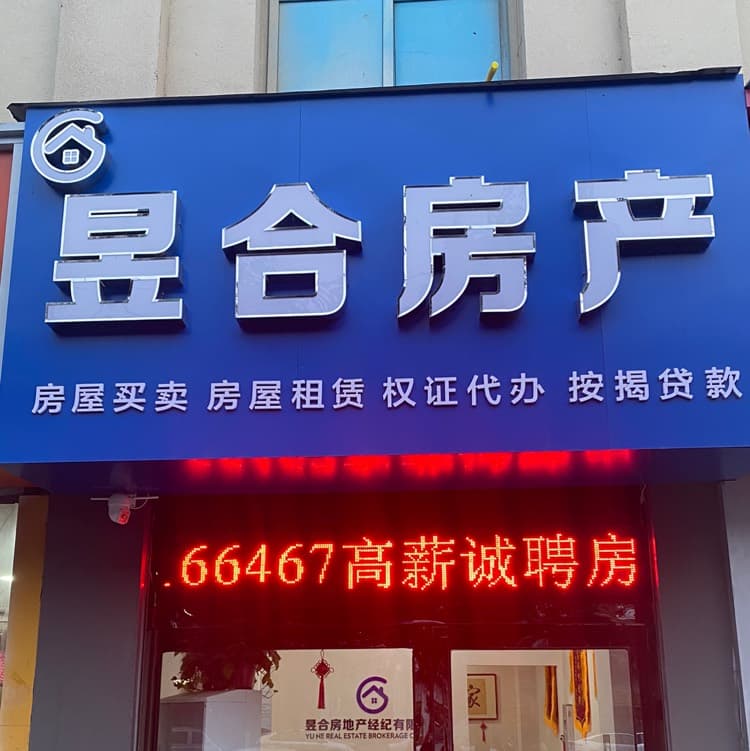 昱合房产
房屋买卖 房屋租赁 权证代办 按揭贷款
.66467高薪诚聘房
家
昱合房地产经纪有限
YU HE REAL ESTATE BROKERAGE C